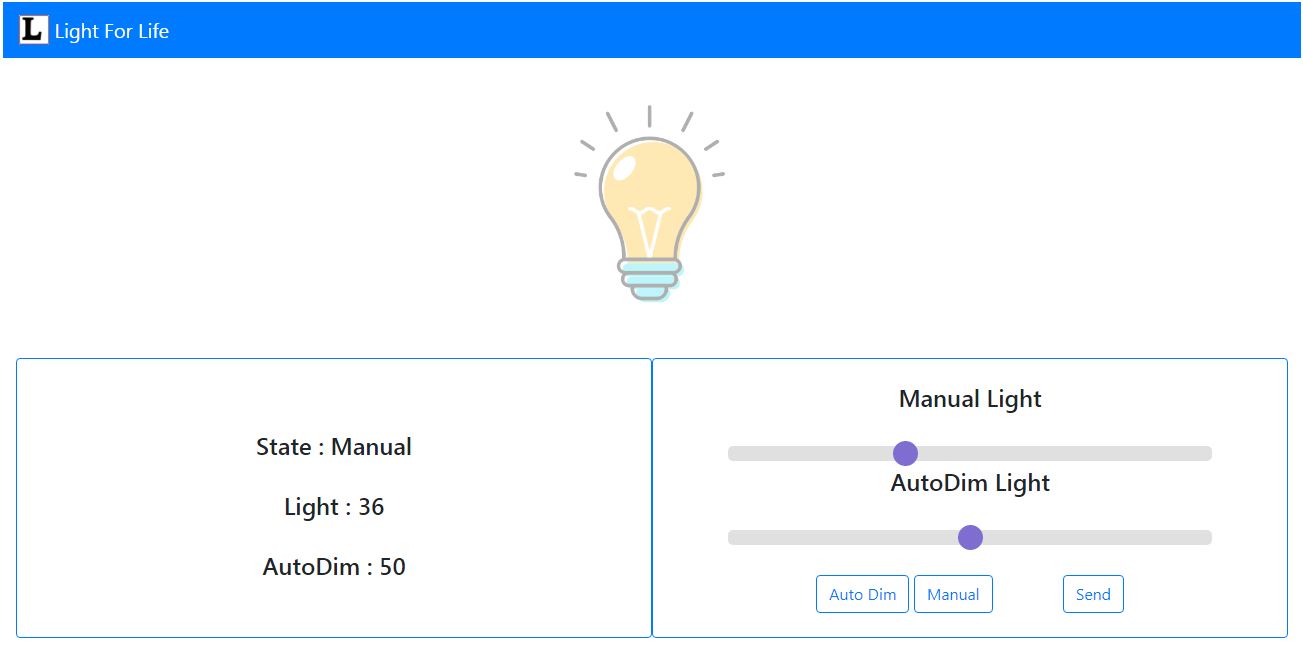 L Light For Life
State : Manual
Light : 36
AutoDim : 50
Manual Light
AutoDim Light
Auto Dim Manual Send